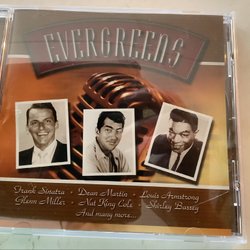 EVERGREENS
Frank Sinatra • Dean Martin • Louis Armstrong
Glenn Miller • Nat King Cole • Shirley Bassey
And many more...